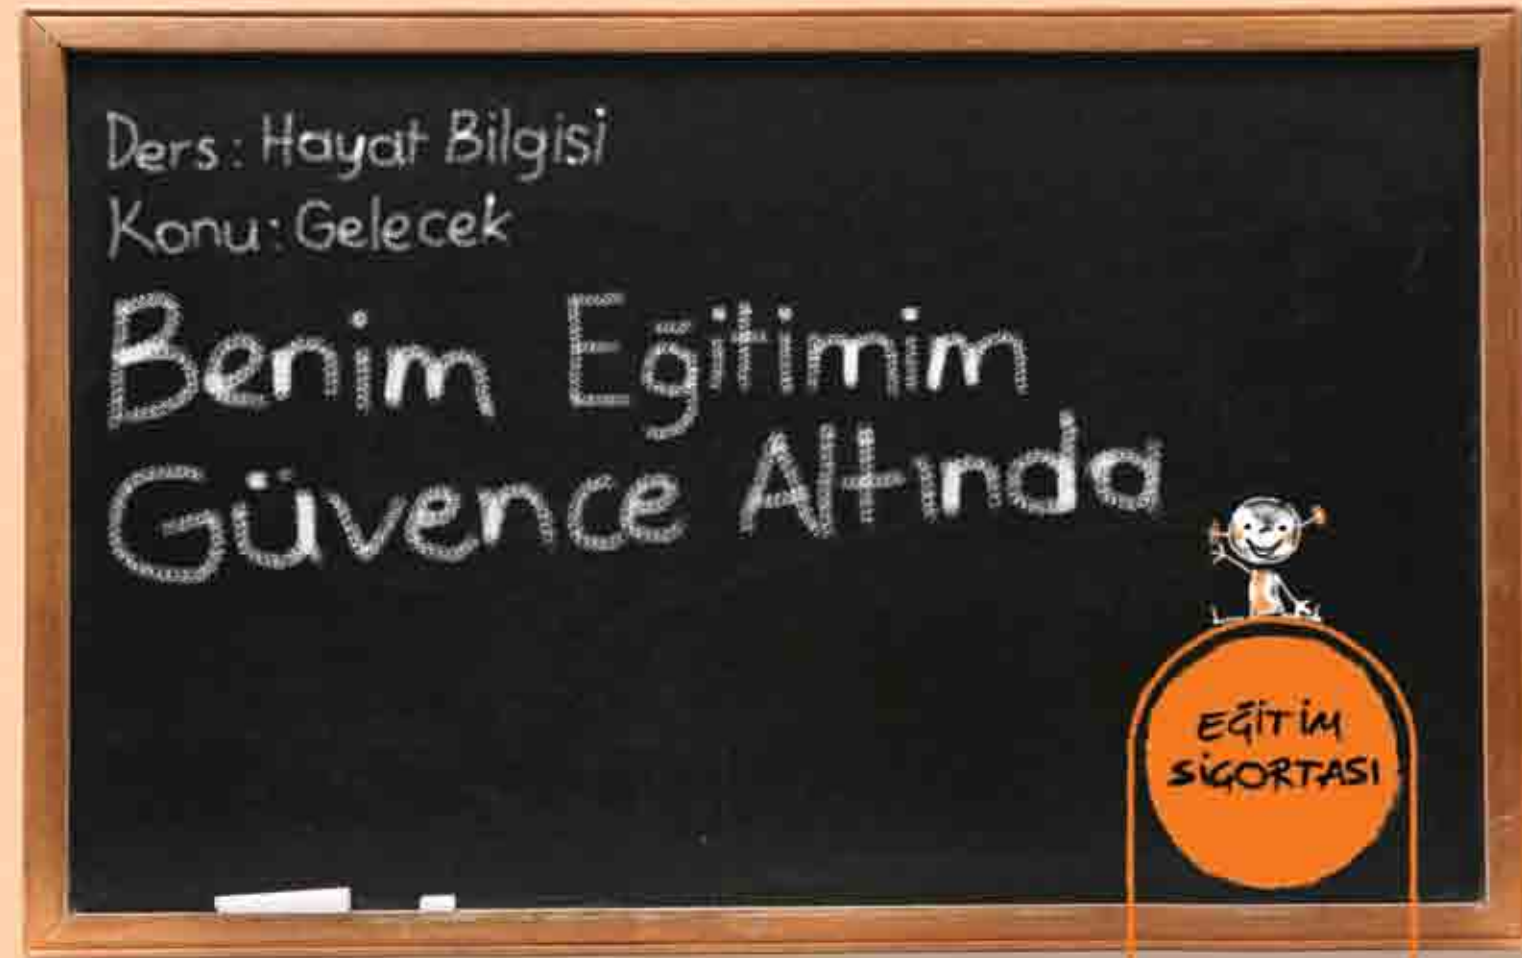 Ders: Hayat Bilgisi
Konu: Gelecek
Benim Eğitimim
Güvence Altında
EĞİTİM
SİGORTASI